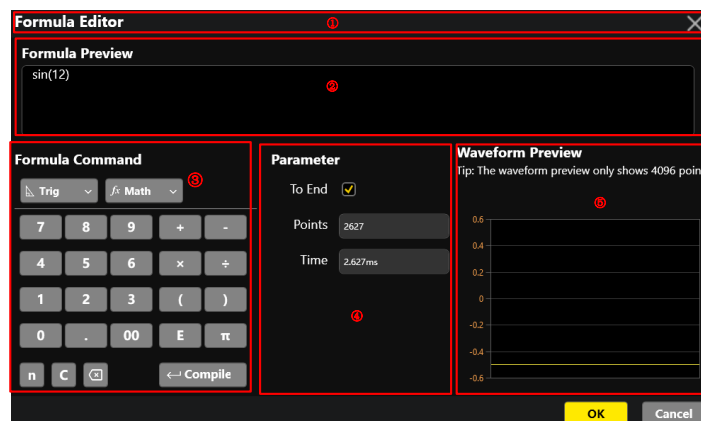 Formula Editor ① ×
Formula Preview
sin(12)
②
Formula Command
Trig fx Math ③
7 8 9 + -
4 5 6 × ÷
1 2 3 ( )
0 . 00 E π
n C Compile
Parameter
To End
Points 2627
Time 2.627ms
④
Waveform Preview
Tip: The waveform preview only shows 4096 poin
⑤
0.6
0.4
0.2
0
-0.2
-0.4
-0.6
OK Cancel